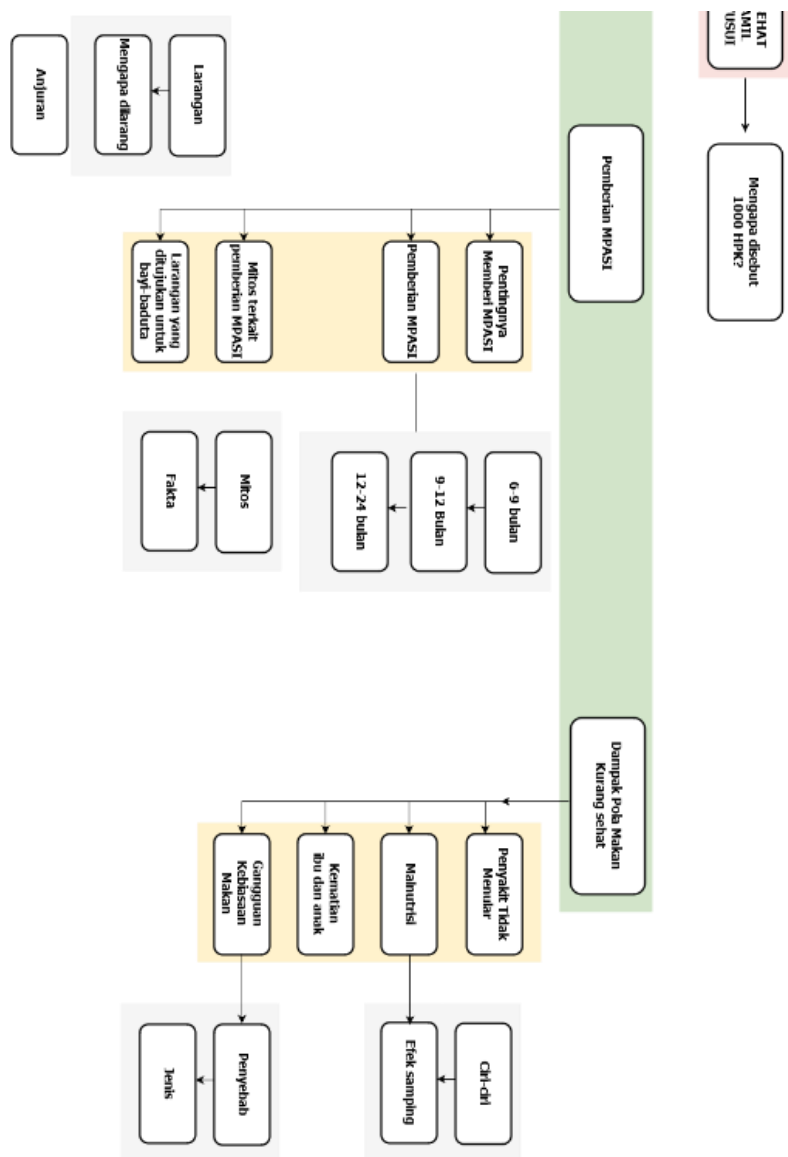 EHAT
AMIL
USUI
Mengapa disebut
1000 HPK?
Pemberian MPASI
Dampak Pola Makan
Kurang sehat
Pentingnya
Memberi MPASI
Pemberian MPASI
Mitos terkait
pemberian MPASI
Larangan yang
ditujukan untuk
bayi-baduta
Penyakit Tidak
Menular
Malnutrisi
Kematian
ibu dan anak
Gangguan
Kebiasaan
Makan
Larangan
Mengapa dilarang
Anjuran
6-9 bulan
9-12 Bulan
12-24 bulan
Mitos
Fakta
Ciri-ciri
Efek samping
Penyebab
Jenis